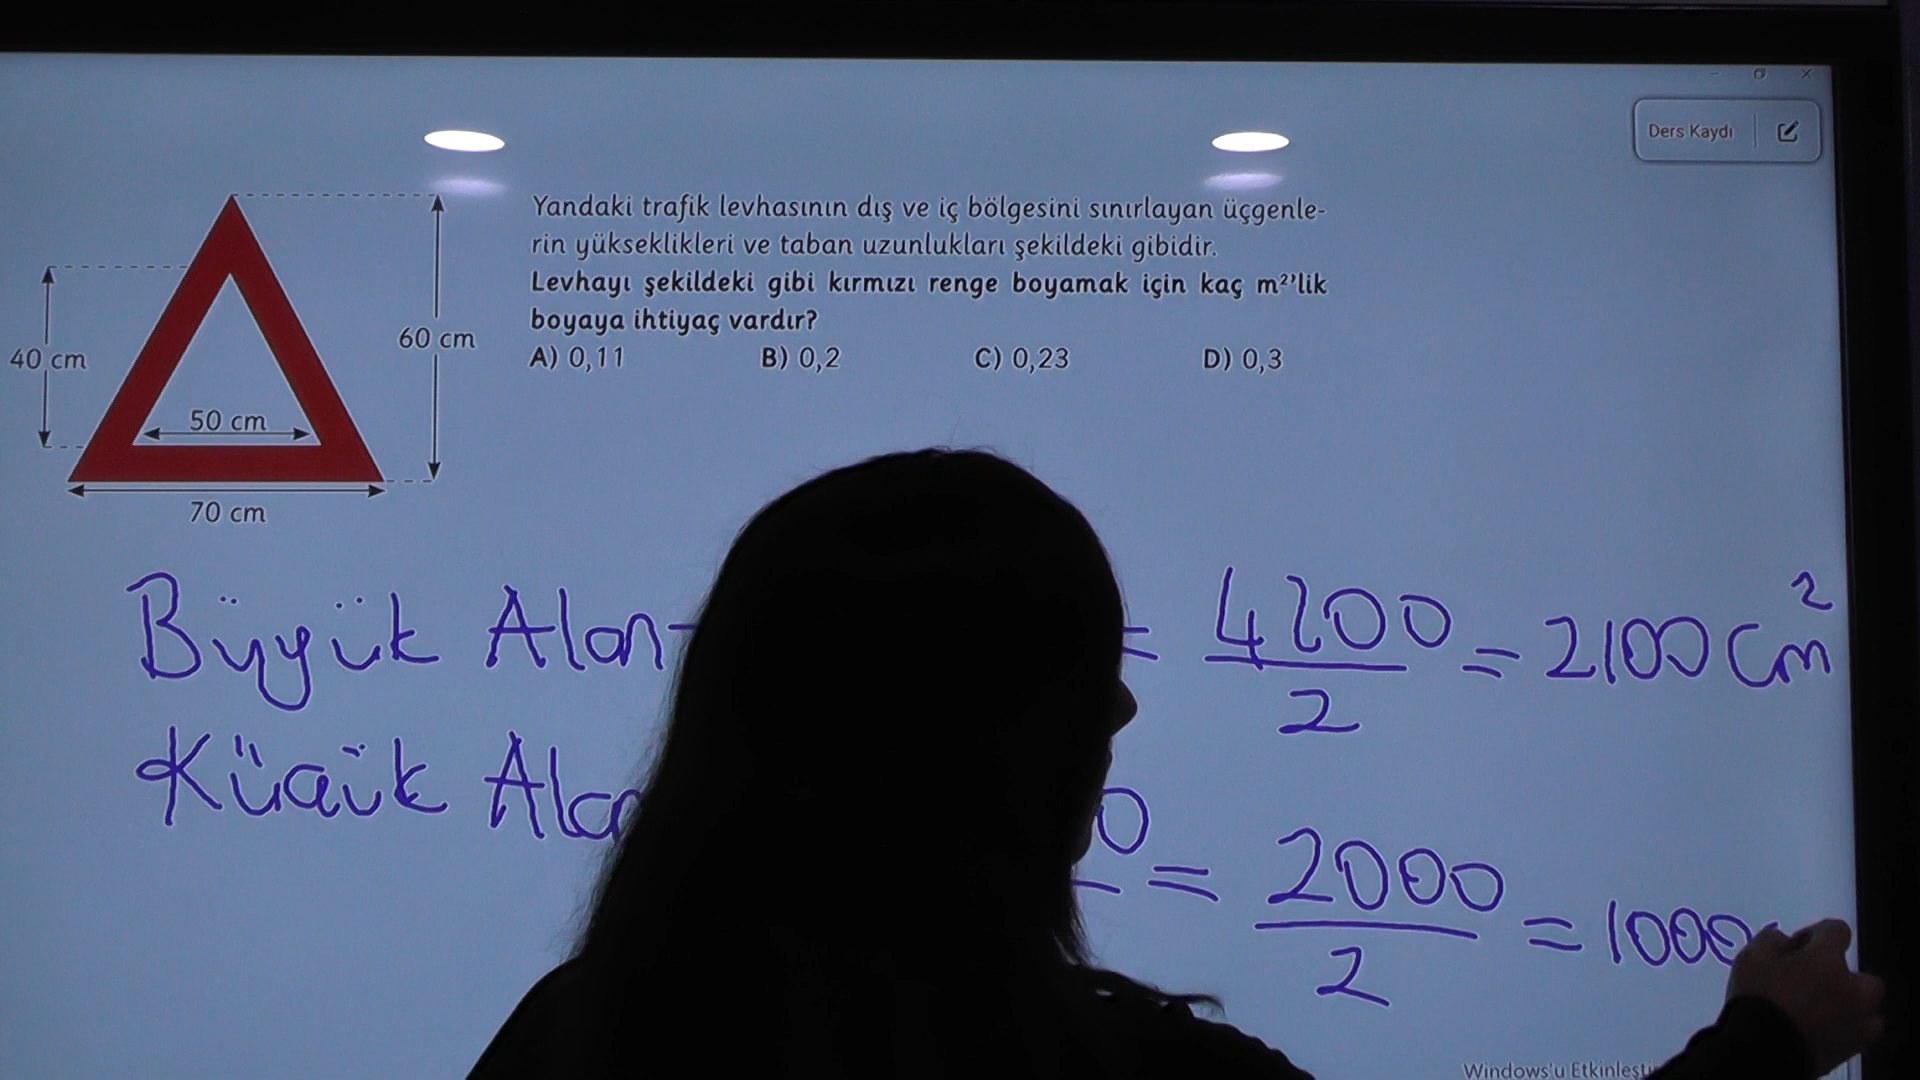 Ders Kaydı
Yandaki trafik levhasının dış ve iç bölgesini sınırlayan üçgenle-
rin yükseklikleri ve taban uzunlukları şekildeki gibidir.
Levhayı şekildeki gibi kırmızı renge boyamak için kaç m²'lik
boyaya ihtiyaç vardır?
A) 0,11 B) 0,2 C) 0,23 D) 0,3
60 cm
40 cm
50 cm
70 cm
Büyük Alan = 4200/2 = 2100 cm²
Küçük Alan 0 = 2000/2 = 1000
Windows'u